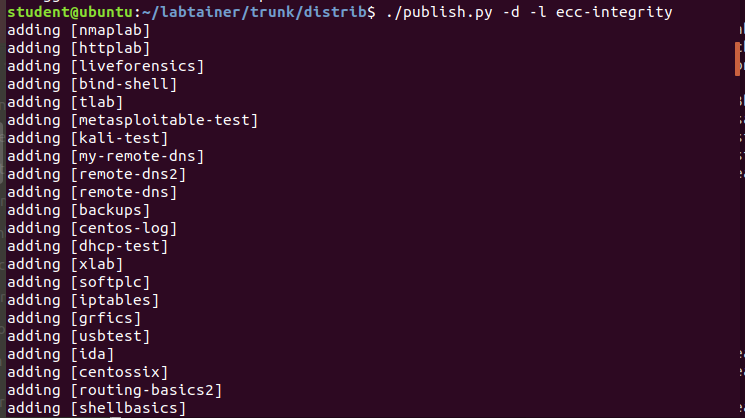 student@ubuntu:~/labtainer/trunk/distrib$ ./publish.py -d -l ecc-integrity
adding [nmaplab]
adding [httplab]
adding [liveforensics]
adding [bind-shell]
adding [tlab]
adding [metasploitable-test]
adding [kali-test]
adding [my-remote-dns]
adding [remote-dns2]
adding [remote-dns]
adding [backups]
adding [centos-log]
adding [dhcp-test]
adding [xlab]
adding [softplc]
adding [iptables]
adding [grfics]
adding [usbtest]
adding [ida]
adding [centossix]
adding [routing-basics2]
adding [shellbasics]